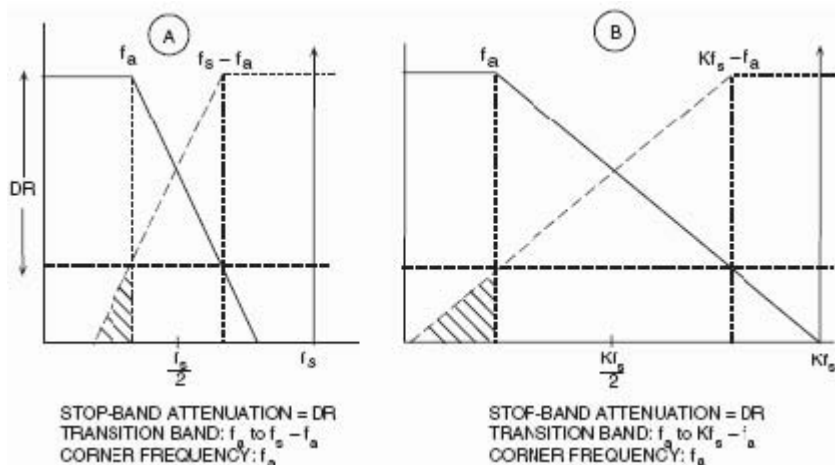 A
B
fa
fs – fa
fa
Kfs – fa
DR
fs
2
fs
Kfs
2
Kfs
STOP-BAND ATTENUATION = DR
TRANSITION BAND: fa to fs – fa
CORNER FREQUENCY: fa
STOF-BAND ATTENUATION = DR
TRANSITION BAND: fa to Kfs – fa
CORNER FREQUENCY: fa